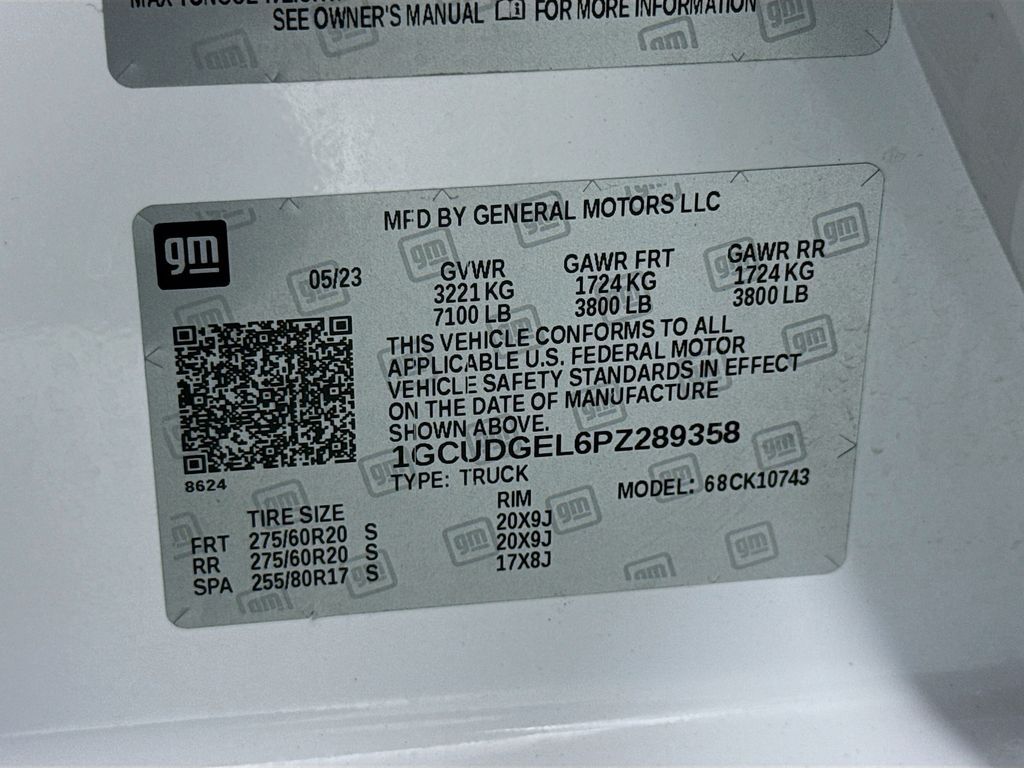 SEE OWNER'S MANUAL FOR MORE INFORMATION
gm
MFD BY GENERAL MOTORS LLC
05/23
GVWR GAWR FRT GAWR RR
3221 KG 1724 KG 1724 KG
7100 LB 3800 LB 3800 LB
THIS VEHICLE CONFORMS TO ALL
APPLICABLE U.S. FEDERAL MOTOR
VEHICLE SAFETY STANDARDS IN EFFECT
ON THE DATE OF MANUFACTURE
SHOWN ABOVE.
1GCUDGEL6PZ289358
8624
TYPE: TRUCK MODEL: 68CK10743
TIRE SIZE RIM
FRT 275/60R20 S 20X9J
RR 275/60R20 S 20X9J
SPA 255/80R17 S 17X8J